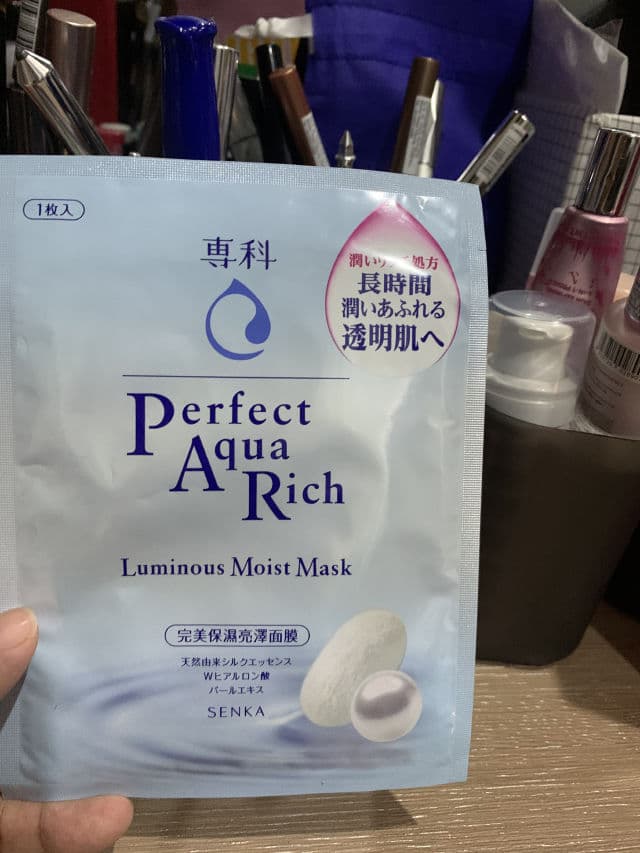 1枚入
専科
長時間
潤いあふれる
透明肌へ
Perfect
Aqua
Rich
Luminous Moist Mask
完美保濕亮澤面膜
天然由来シルクエッセンス
Wヒアルロン酸
パールエキス
SENKA